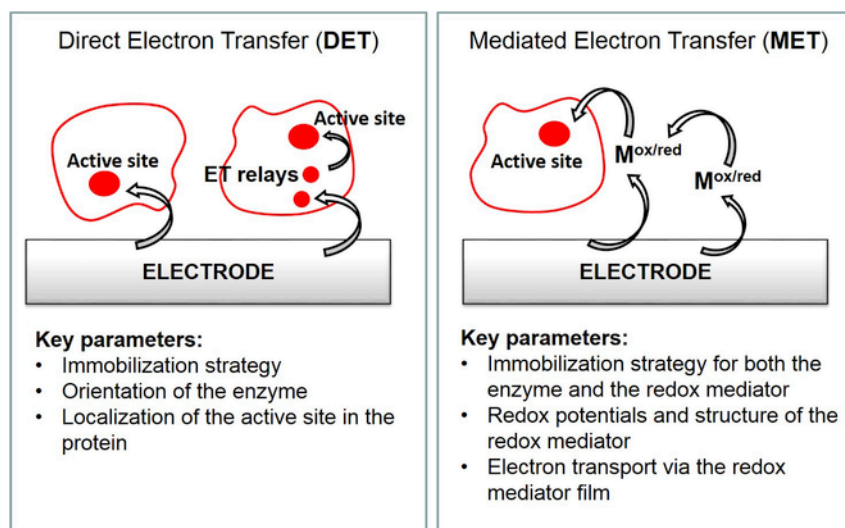 Direct Electron Transfer (DET)
Active site
Active site
ET relays
ELECTRODE
Key parameters:
• Immobilization strategy
• Orientation of the enzyme
• Localization of the active site in the
protein
Mediated Electron Transfer (MET)
Active site
M^ox/red
M^ox/red
ELECTRODE
Key parameters:
• Immobilization strategy for both the
enzyme and the redox mediator
• Redox potentials and structure of the
redox mediator
• Electron transport via the redox
mediator film